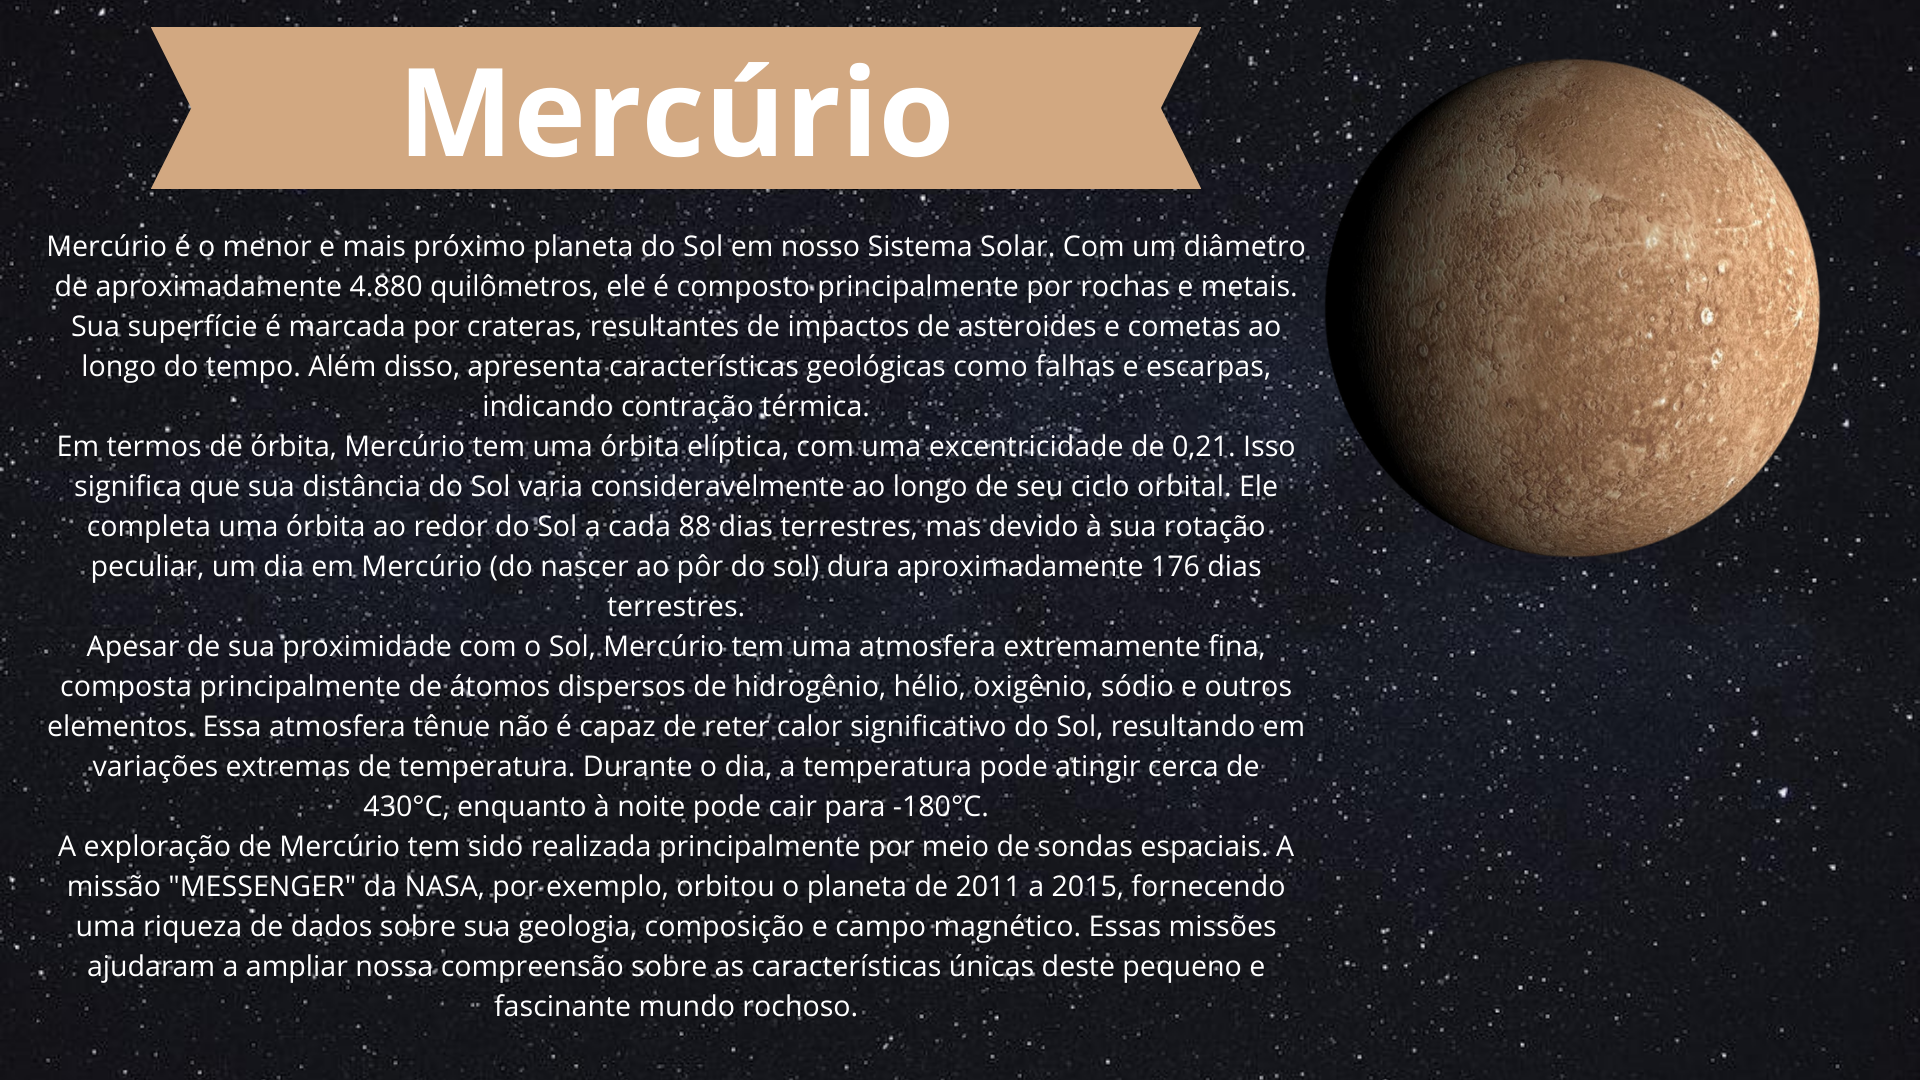 Mercúrio
Mercúrio é o menor e mais próximo planeta do Sol em nosso Sistema Solar. Com um diâmetro
de aproximadamente 4.880 quilômetros, ele é composto principalmente por rochas e metais.
Sua superfície é marcada por crateras, resultantes de impactos de asteroides e cometas ao
longo do tempo. Além disso, apresenta características geológicas como falhas e escarpas,
indicando contração térmica.
Em termos de órbita, Mercúrio tem uma órbita elíptica, com uma excentricidade de 0,21. Isso
significa que sua distância do Sol varia consideravelmente ao longo de seu ciclo orbital. Ele
completa uma órbita ao redor do Sol a cada 88 dias terrestres, mas devido à sua rotação
peculiar, um dia em Mercúrio (do nascer ao pôr do sol) dura aproximadamente 176 dias
terrestres.
Apesar de sua proximidade com o Sol, Mercúrio tem uma atmosfera extremamente fina,
composta principalmente de átomos dispersos de hidrogênio, hélio, oxigênio, sódio e outros
elementos. Essa atmosfera tênue não é capaz de reter calor significativo do Sol, resultando em
variações extremas de temperatura. Durante o dia, a temperatura pode atingir cerca de
430°C, enquanto à noite pode cair para -180°C.
A exploração de Mercúrio tem sido realizada principalmente por meio de sondas espaciais. A
missão "MESSENGER" da NASA, por exemplo, orbitou o planeta de 2011 a 2015, fornecendo
uma riqueza de dados sobre sua geologia, composição e campo magnético. Essas missões
ajudaram a ampliar nossa compreensão sobre as características únicas deste pequeno e
fascinante mundo rochoso.